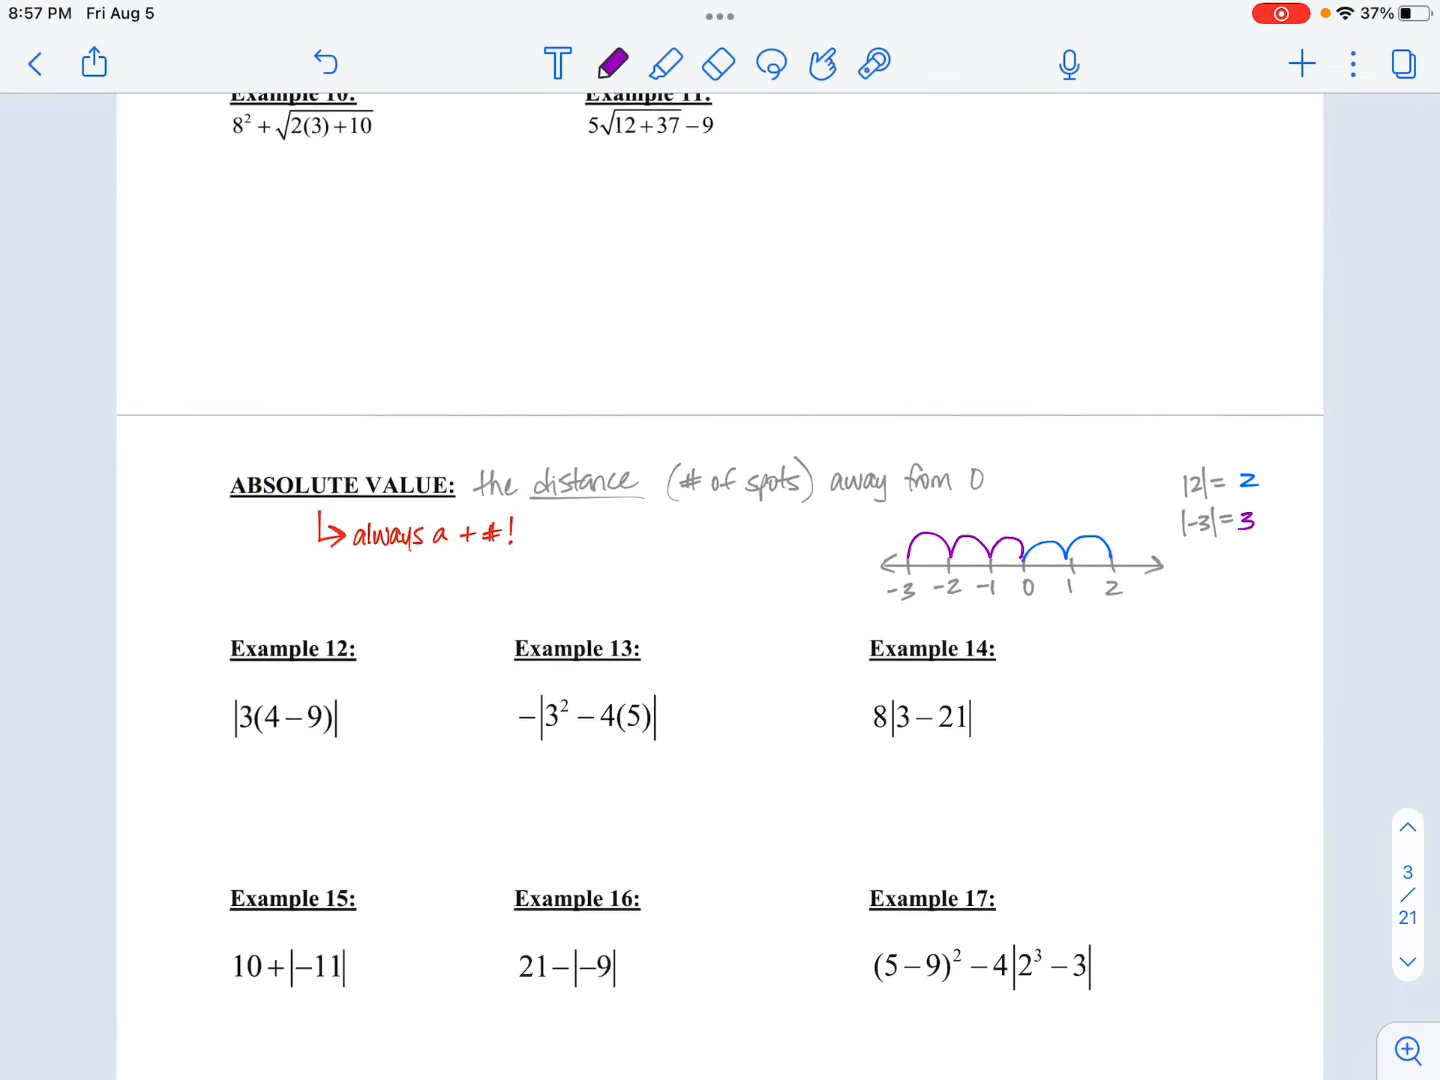 8:57 PM Fri Aug 5
37%
Example 10: Example 11:
8² + √(2(3)+10) 5√(12+37) − 9
ABSOLUTE VALUE: the distance (# of spots) away from 0
|2| = 2
↳ always a + #!
|-3| = 3
-3 -2 -1 0 1 2
Example 12: Example 13: Example 14:
|3(4−9)| −|3² − 4(5)| 8|3−21|
Example 15: Example 16: Example 17:
10+|−11| 21−|−9| (5−9)² − 4|2³ − 3|
3
/
21